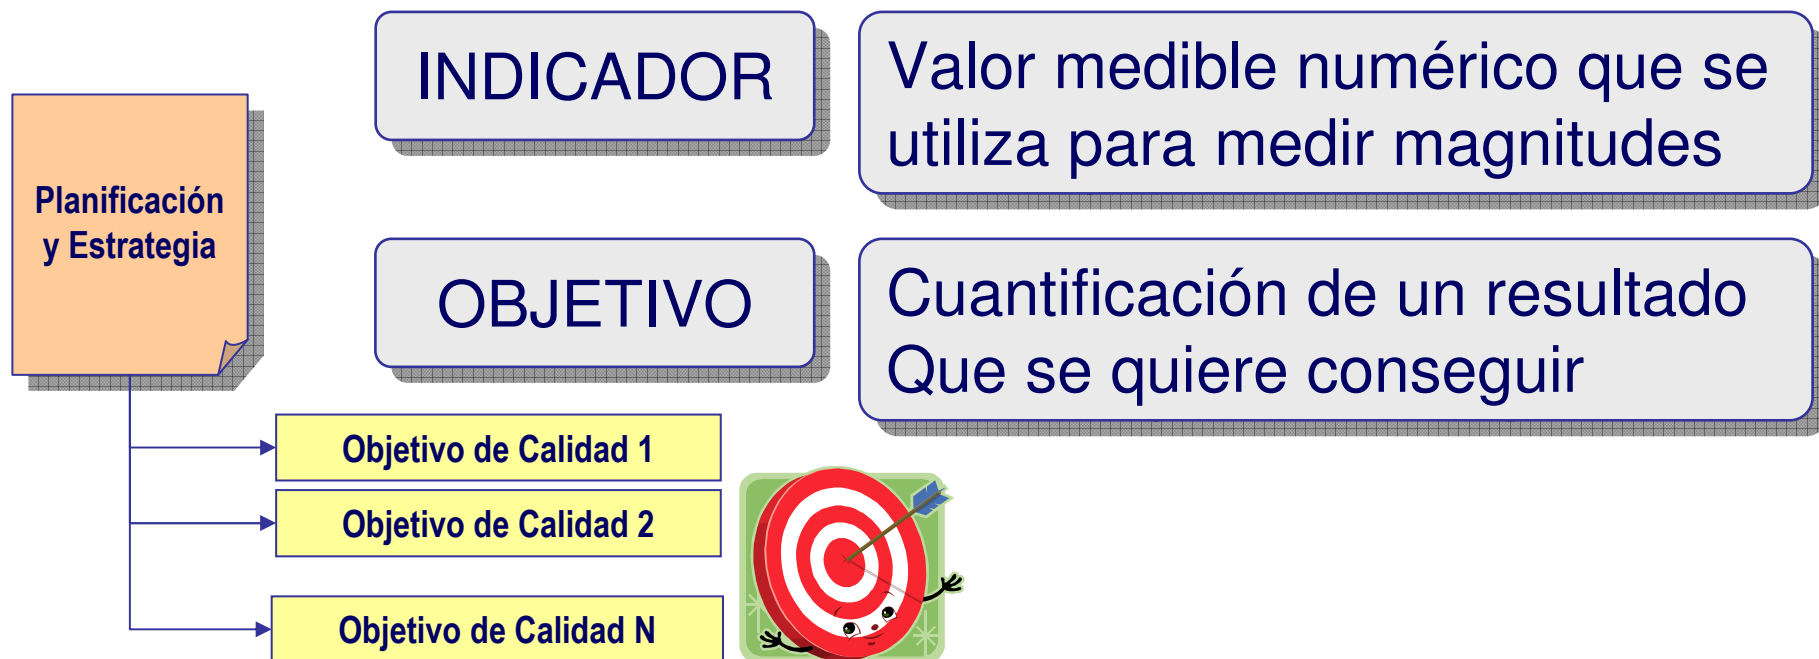 INDICADOR
Valor medible numérico que se
utiliza para medir magnitudes
Planificación
y Estrategia
OBJETIVO
Cuantificación de un resultado
Que se quiere conseguir
Objetivo de Calidad 1
Objetivo de Calidad 2
Objetivo de Calidad N